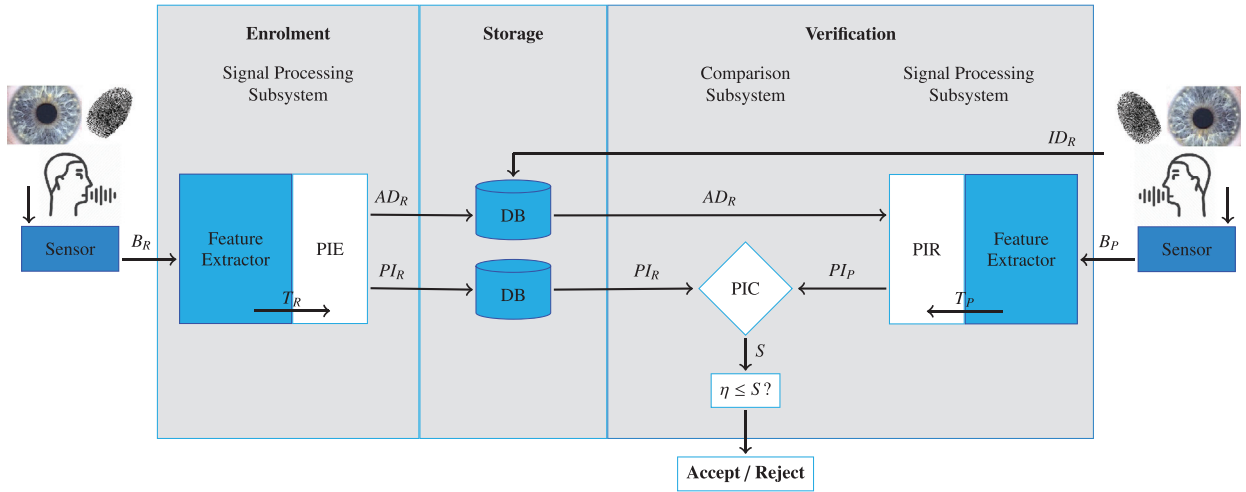 Enrolment
Storage
Verification
Signal Processing
Subsystem
Comparison
Subsystem
Signal Processing
Subsystem
ID_R
AD_R
DB
AD_R
Sensor
B_R
Feature
Extractor
PIE
PIR
Feature
Extractor
B_P
Sensor
PI_R
DB
PI_R
PIC
PI_P
T_R
T_P
S
η ≤ S ?
Accept / Reject